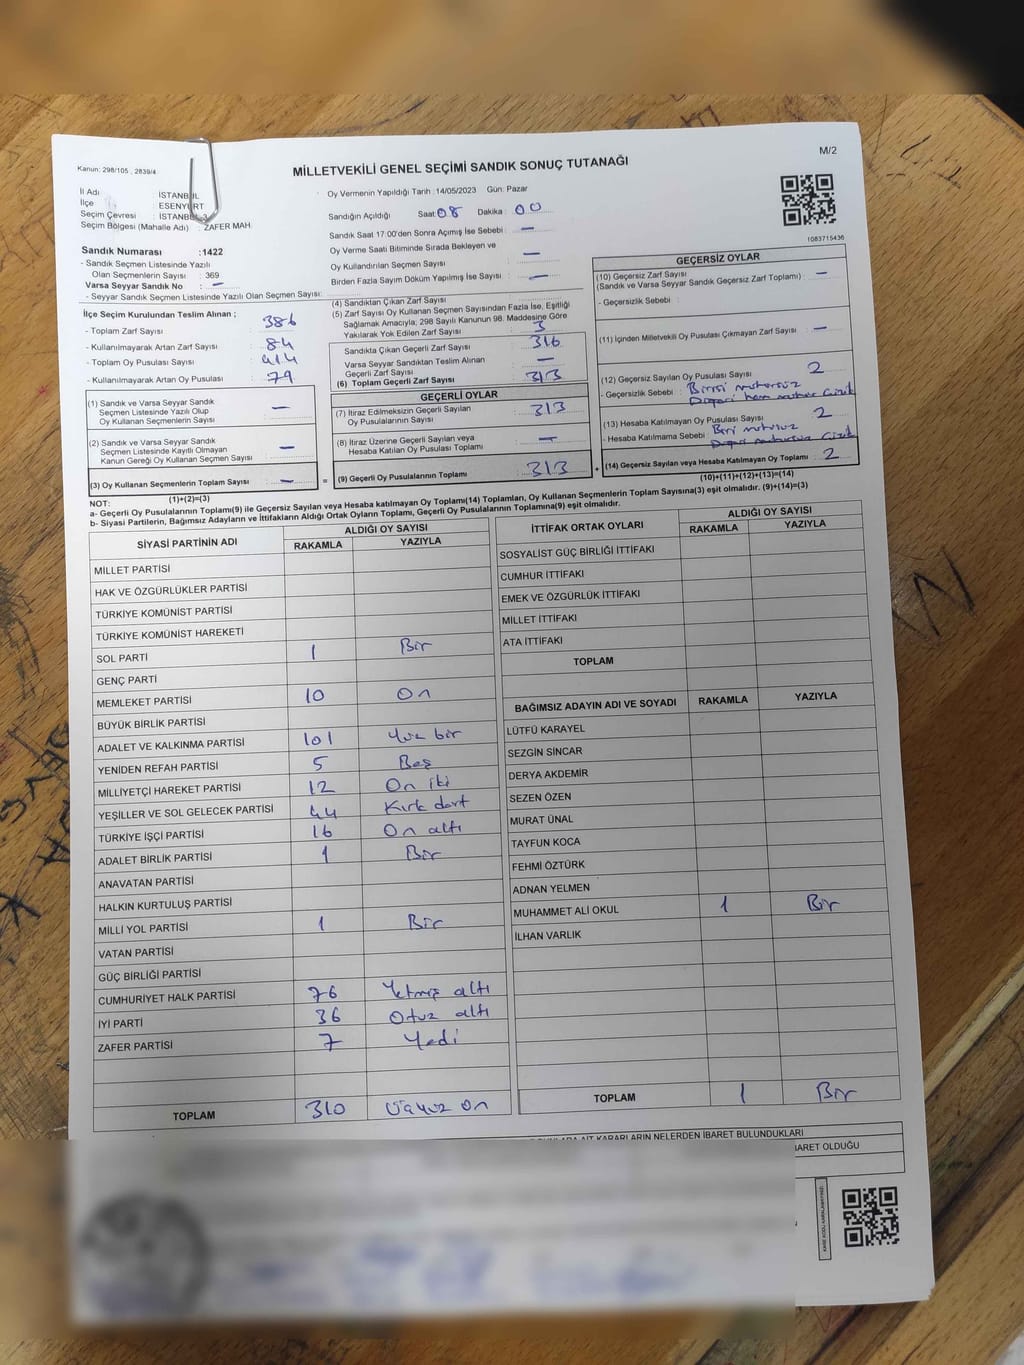 M/2
Kanun: 298/105 , 2839/4
MİLLETVEKİLİ GENEL SEÇİMİ SANDIK SONUÇ TUTANAĞI
İl Adı : İSTANBUL
İlçe : ESENYURT
Seçim Çevresi : İSTANBUL-3
Seçim Bölgesi (Mahalle Adı) : ZAFER MAH.
Sandık Numarası :1422
- Sandık Seçmen Listesinde Yazılı
Olan Seçmenlerin Sayısı : 369
Varsa Seyyar Sandık No : —
- Seyyar Sandık Seçmen Listesinde Yazılı Olan Seçmen Sayısı:
Oy Vermenin Yapıldığı Tarih :14/05/2023 Gün: Pazar
Sandığın Açıldığı Saat: 08 Dakika : 00
Sandık Saat 17:00'den Sonra Açımış İse Sebebi : —
Oy Verme Saati Bitiminde Sırada Bekleyen ve
Oy Kullandırılan Seçmen Sayısı —
Birden Fazla Sayım Döküm Yapılmış İse Sayısı : —
1083715436
İlçe Seçim Kurulundan Teslim Alınan ;
- Toplam Zarf Sayısı : 386
- Kullanılmayarak Artan Zarf Sayısı : 84
- Toplam Oy Pusulası Sayısı : 414
- Kullanılmayarak Artan Oy Pusulası : 79
(1) Sandık ve Varsa Seyyar Sandık
Seçmen Listesinde Yazılı Olup
Oy Kullanan Seçmenlerin Sayısı —
(2) Sandık ve Varsa Seyyar Sandık
Seçmen Listesinde Kayıtlı Olmayan
Kanun Gereği Oy Kullanan Seçmen Sayısı —
(3) Oy Kullanan Seçmenlerin Toplam Sayısı —
(1)+(2)=(3)
(4) Sandıktan Çıkan Zarf Sayısı
(5) Zarf Sayısı Oy Kullanan Seçmen Sayısından Fazla İse, Eşitliği
Sağlamak Amacıyla; 298 Sayılı Kanunun 98. Maddesine Göre
Yakılarak Yok Edilen Zarf Sayısı : 3
Sandıkta Çıkan Geçerli Zarf Sayısı 316
Varsa Seyyar Sandıktan Teslim Alınan
Geçerli Zarf Sayısı —
(6) Toplam Geçerli Zarf Sayısı 313
GEÇERLİ OYLAR
(7) İtiraz Edilmeksizin Geçerli Sayılan
Oy Pusulalarının Sayısı 313
(8) İtiraz Üzerine Geçerli Sayılan veya
Hesaba Katılan Oy Pusulası Toplamı —
= (9) Geçerli Oy Pusulalarının Toplamı 313 +
GEÇERSİZ OYLAR
(10) Geçersiz Zarf Sayısı —
(Sandık ve Varsa Seyyar Sandık Geçersiz Zarf Toplamı) :
- Geçersizlik Sebebi :
(11) İçinden Milletvekili Oy Pusulası Çıkmayan Zarf Sayısı : —
(12) Geçersiz Sayılan Oy Pusulası Sayısı 2
- Geçersizlik Sebebi : Birisi mühürsüz
(13) Hesaba Katılmayan Oy Pusulası Sayısı 2
- Hesaba Katılmama Sebebi :
(14) Geçersiz Sayılan veya Hesaba Katılmayan Oy Toplamı : 2
(10)+(11)+(12)+(13)=(14)
NOT:
a- Geçerli Oy Pusulalarının Toplamı(9) ile Geçersiz Sayılan veya Hesaba katılmayan Oy Toplamı(14) Toplamları, Oy Kullanan Seçmenlerin Toplam Sayısına(3) eşit olmalıdır. (9)+(14)=(3)
b- Siyasi Partilerin, Bağımsız Adayların ve İttifakların Aldığı Ortak Oyların Toplamı, Geçerli Oy Pusulalarının Toplamına(9) eşit olmalıdır.
SİYASİ PARTİNİN ADI ALDIĞI OY SAYISI
RAKAMLA YAZIYLA
MİLLET PARTİSİ
HAK VE ÖZGÜRLÜKLER PARTİSİ
TÜRKİYE KOMÜNİST PARTİSİ
TÜRKİYE KOMÜNİST HAREKETİ
SOL PARTİ 1 Bir
GENÇ PARTİ
MEMLEKET PARTİSİ 10 On
BÜYÜK BİRLİK PARTİSİ
ADALET VE KALKINMA PARTİSİ 101 Yüz bir
YENİDEN REFAH PARTİSİ 5 Beş
MİLLİYETÇİ HAREKET PARTİSİ 12 On iki
YEŞİLLER VE SOL GELECEK PARTİSİ 44 Kırk dört
TÜRKİYE İŞÇİ PARTİSİ 16 On altı
ADALET BİRLİK PARTİSİ 1 Bir
ANAVATAN PARTİSİ
HALKIN KURTULUŞ PARTİSİ
MİLLİ YOL PARTİSİ 1 Bir
VATAN PARTİSİ
GÜÇ BİRLİĞİ PARTİSİ
CUMHURİYET HALK PARTİSİ 76 Yetmiş altı
İYİ PARTİ 36 Otuz altı
ZAFER PARTİSİ 7 Yedi
TOPLAM 310 Üçyüz On
İTTİFAK ORTAK OYLARI ALDIĞI OY SAYISI
RAKAMLA YAZIYLA
SOSYALİST GÜÇ BİRLİĞİ İTTİFAKI
CUMHUR İTTİFAKI
EMEK VE ÖZGÜRLÜK İTTİFAKI
MİLLET İTTİFAKI
ATA İTTİFAKI
TOPLAM
BAĞIMSIZ ADAYIN ADI VE SOYADI RAKAMLA YAZIYLA
LÜTFÜ KARAYEL
SEZGİN SİNCAR
DERYA AKDEMİR
SEZEN ÖZEN
MURAT ÜNAL
TAYFUN KOCA
FEHMİ ÖZTÜRK
ADNAN YELMEN
MUHAMMET ALİ OKUL 1 Bir
İLHAN VARLIK
TOPLAM 1 Bir
AİT KARARLARIN NELERDEN İBARET BULUNDUKLARI
İBARET OLDUĞU